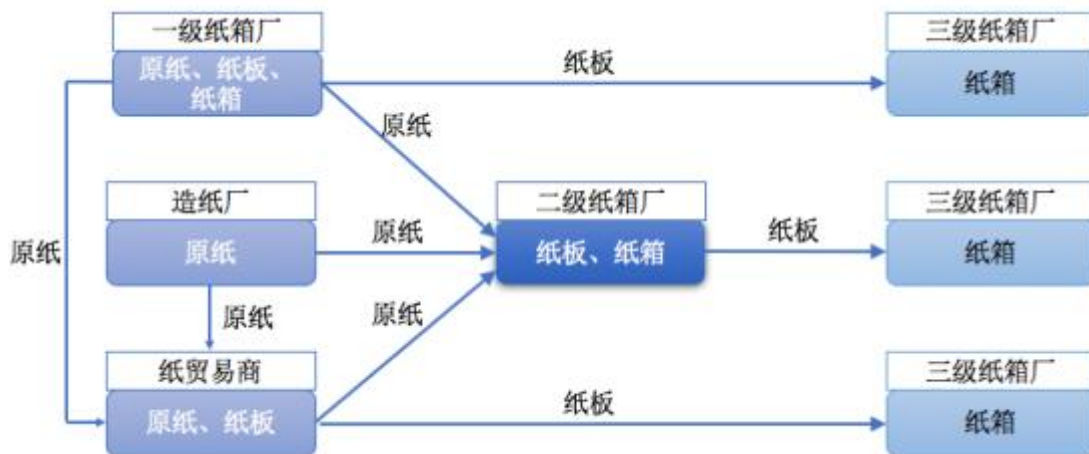 一级纸箱厂
原纸、纸板、
纸箱
纸板
三级纸箱厂
纸箱
原纸
造纸厂
原纸
原纸
二级纸箱厂
纸板、纸箱
纸板
三级纸箱厂
纸箱
原纸
原纸
原纸
纸贸易商
原纸、纸板
纸板
三级纸箱厂
纸箱